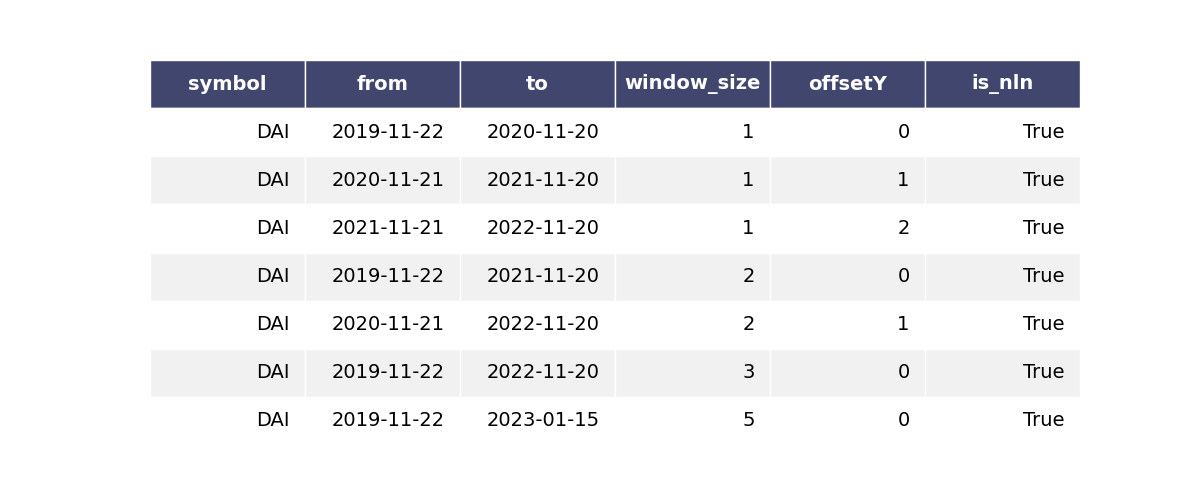 symbol from to window_size offsetY is_nln
DAI 2019-11-22 2020-11-20 1 0 True
DAI 2020-11-21 2021-11-20 1 1 True
DAI 2021-11-21 2022-11-20 1 2 True
DAI 2019-11-22 2021-11-20 2 0 True
DAI 2020-11-21 2022-11-20 2 1 True
DAI 2019-11-22 2022-11-20 3 0 True
DAI 2019-11-22 2023-01-15 5 0 True